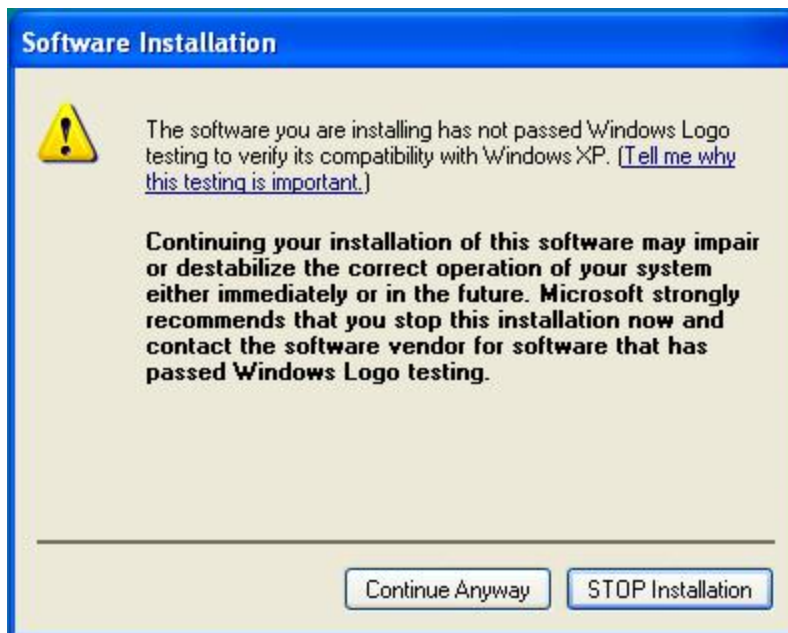 Software Installation
The software you are installing has not passed Windows Logo
testing to verify its compatibility with Windows XP. (Tell me why
this testing is important.)
Continuing your installation of this software may impair
or destabilize the correct operation of your system
either immediately or in the future. Microsoft strongly
recommends that you stop this installation now and
contact the software vendor for software that has
passed Windows Logo testing.
Continue Anyway STOP Installation